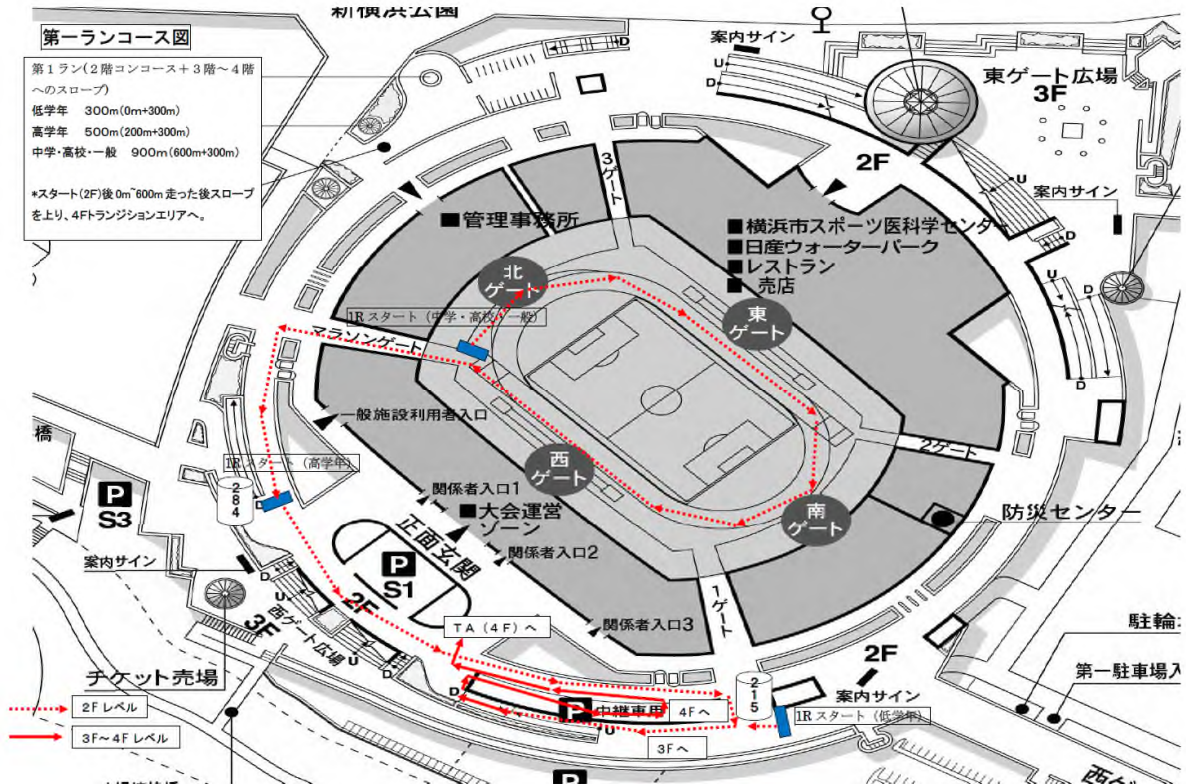 新横浜公園
第一ランコース図
第1ラン(2階コンコース+3階~4階
へのスロープ)
低学年 300m(0m+300m)
高学年 500m(200m+300m)
中学・高校・一般 900m(600m+300m)
*スタート(2F)後0m~600m走った後スロープ
を上り、4Fトランジションエリアへ。
案内サイン
U
D
D
東ゲート広場
3F
2F
U
案内サイン
D
U
D
D
3ゲート
■管理事務所
■横浜市スポーツ医科学センター
■日産ウォーターパーク
■レストラン
■ 売店
北
ゲート
東
ゲート
1Rスタート(中学・高校・一般)
マラソンゲート
一般施設利用者入口
橋
1Rスタート(高学年)
284
西
ゲート
2ゲート
P
S3
関係者入口1
■大会運営
ゾーン
南
ゲート
防災センター
正面玄関
関係者入口2
案内サイン
P
S1
D
U
2F
3F
西ゲート広場
U
D
1ゲート
TA(4F)へ
関係者入口3
駐輪
チケット売場
2F
215
第一駐車場入
案内サイン
D
P
中継車用
4Fへ
1Rスタート(低学年)
U
3Fへ
2Fレベル
3F~4Fレベル
P
西ゲ